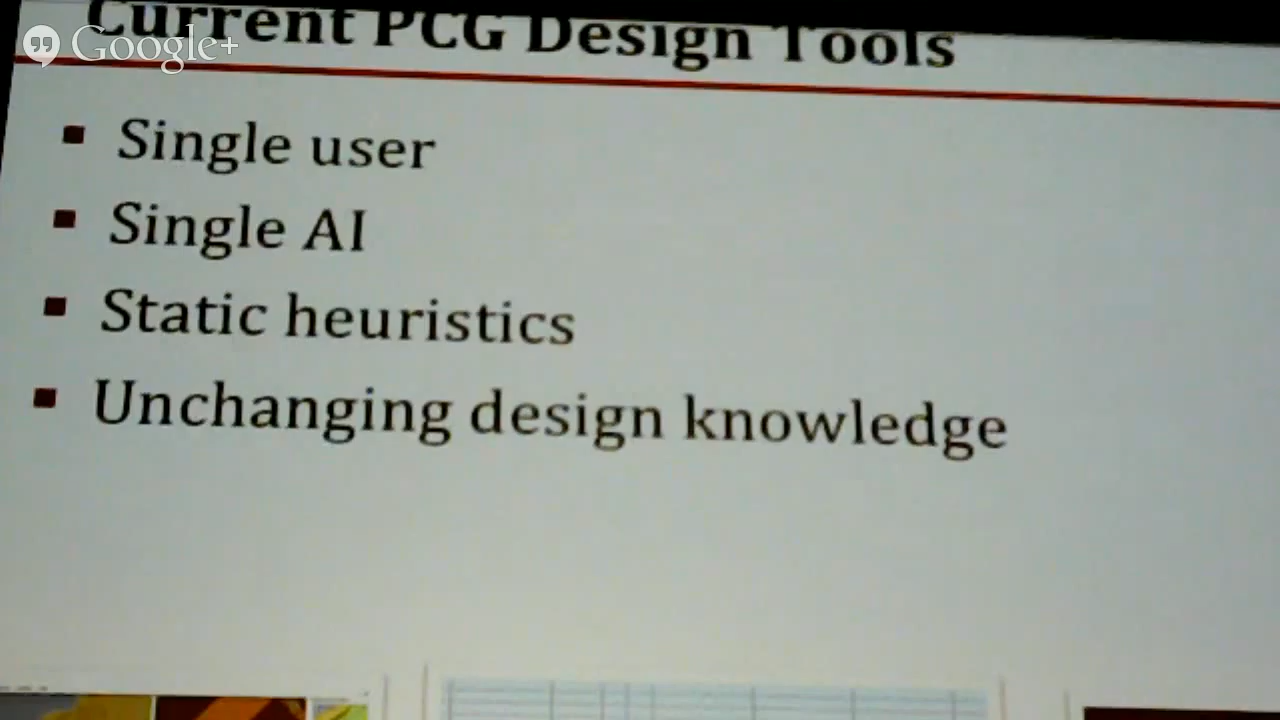 Current PCG Design Tools
Google+
Single user
Single AI
Static heuristics
Unchanging design knowledge